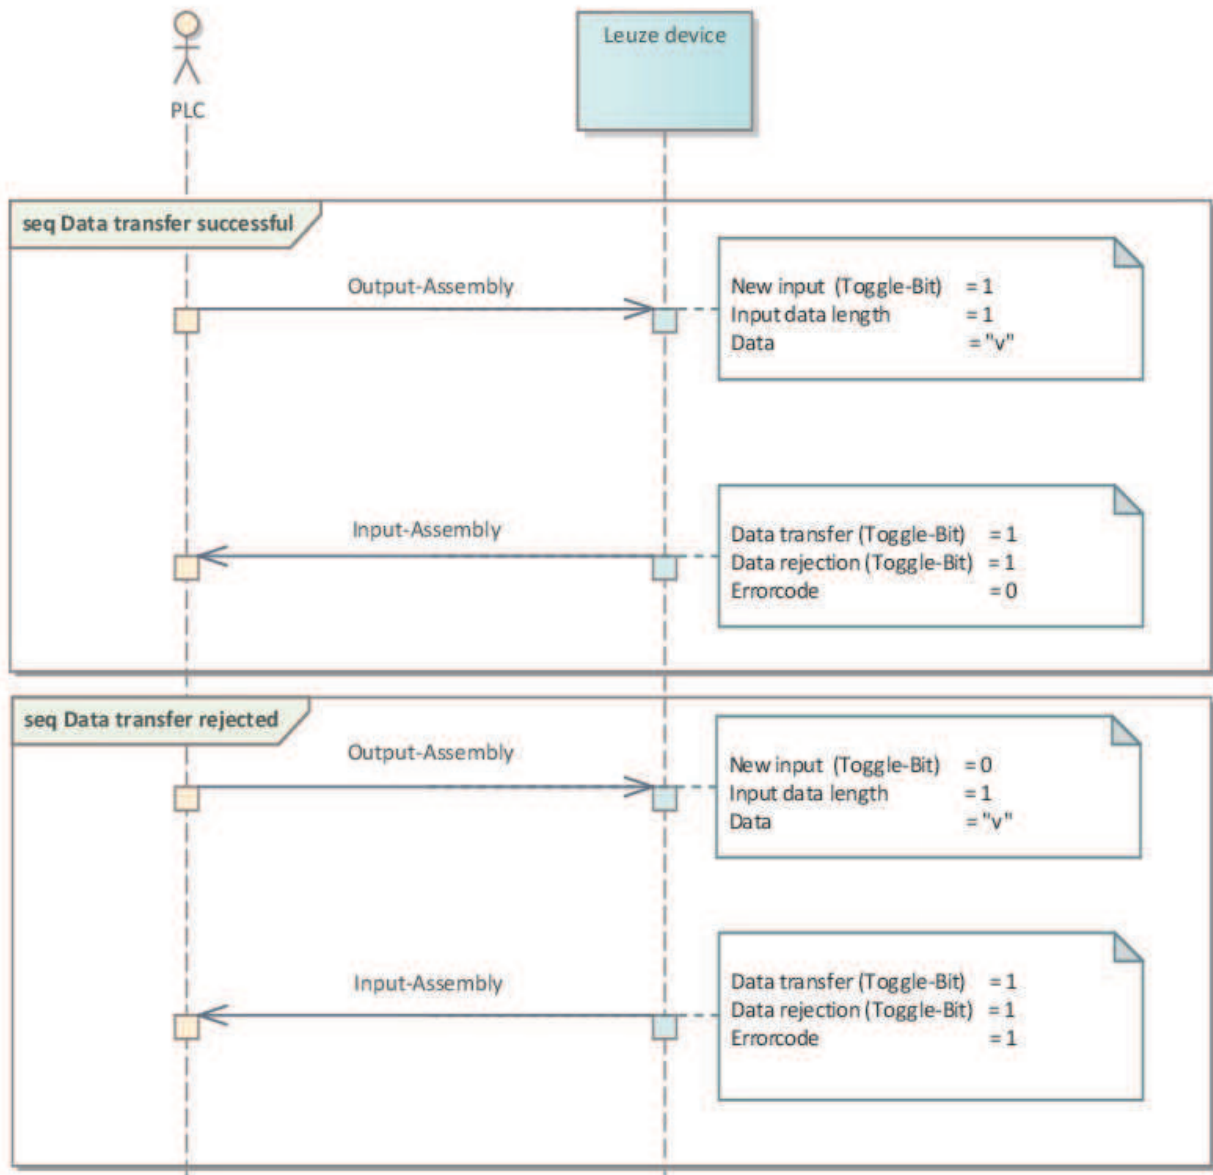 Leuze device
PLC
seq Data transfer successful
Output-Assembly
New input (Toggle-Bit) = 1
Input data length = 1
Data = "v"
Input-Assembly
Data transfer (Toggle-Bit) = 1
Data rejection (Toggle-Bit) = 1
Errorcode = 0
seq Data transfer rejected
Output-Assembly
New input (Toggle-Bit) = 0
Input data length = 1
Data = "v"
Input-Assembly
Data transfer (Toggle-Bit) = 1
Data rejection (Toggle-Bit) = 1
Errorcode = 1